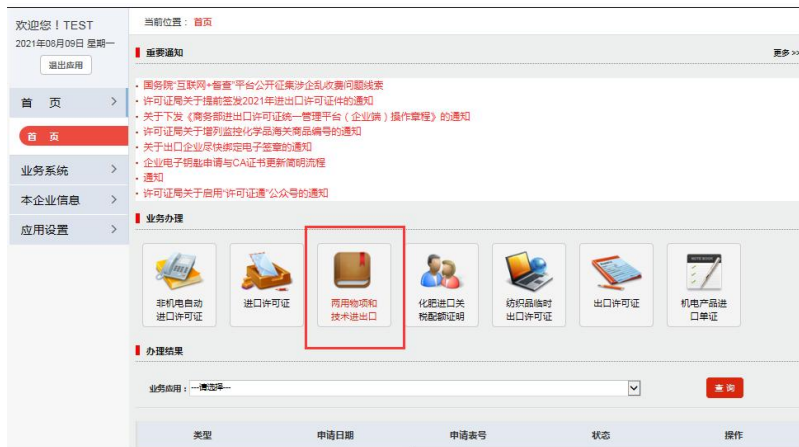 欢迎您！TEST
2021年08月09日 星期一
退出应用
首 页
首 页
业务系统
本企业信息
应用设置
当前位置： 首页
重要通知
更多 >>
国务院“互联网+督查”平台公开征集涉企乱收费问题线索
许可证局关于提前签发2021年进出口许可证件的通知
关于下发《商务部进出口许可证统一管理平台（企业端）操作章程》的通知
许可证局关于增列监控化学品海关商品编号的通知
关于出口企业尽快绑定电子签章的通知
企业电子钥匙申请与CA证书更新简明流程
通知
许可证局关于启用“许可证通”公众号的通知
业务办理
非机电自动
进口许可证
进口许可证
两用物项和
技术进出口
化肥进口关
税配额证明
纺织品临时
出口许可证
出口许可证
机电产品进
口单证
办理结果
业务应用：---请选择---
查 询
类型 申请日期 申请表号 状态 操作